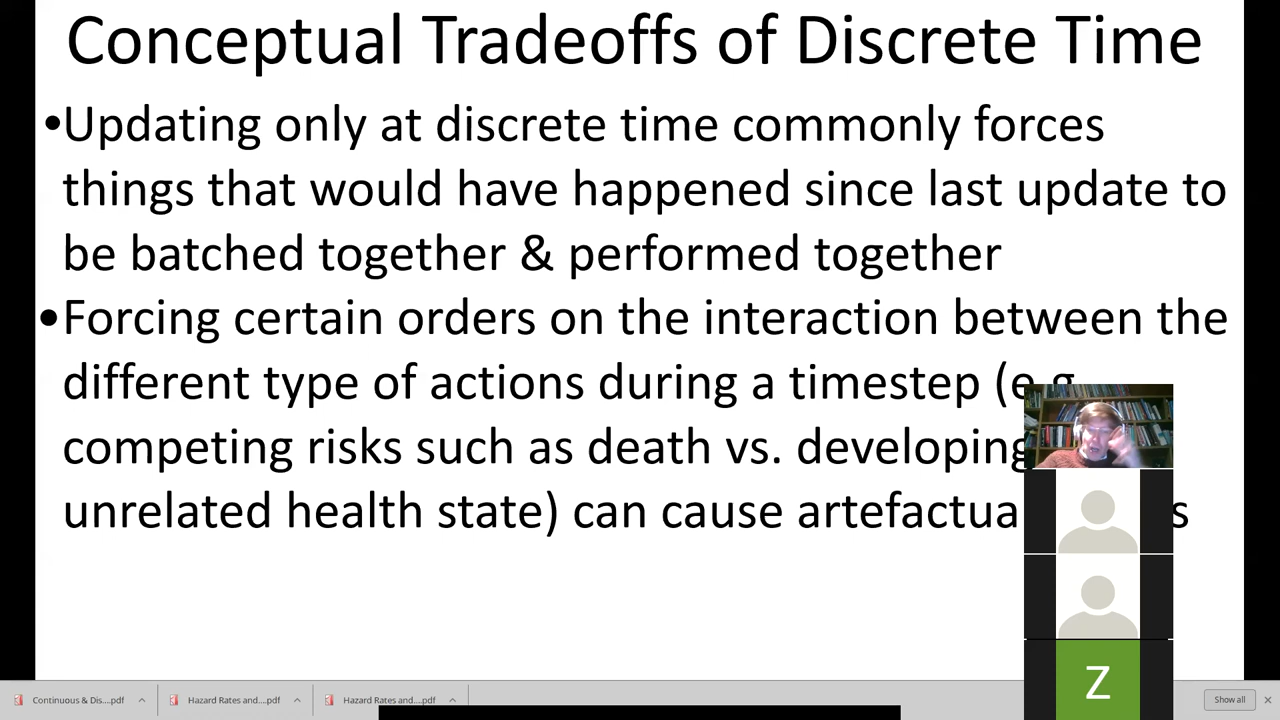 Conceptual Tradeoffs of Discrete Time
•Updating only at discrete time commonly forces
things that would have happened since last update to
be batched together & performed together
•Forcing certain orders on the interaction between the
different type of actions during a timestep (e.g.
competing risks such as death vs. developing
unrelated health state) can cause
Z
Continuous & Dis....pdf
Hazard Rates and....pdf
Hazard Rates and....pdf
Show all